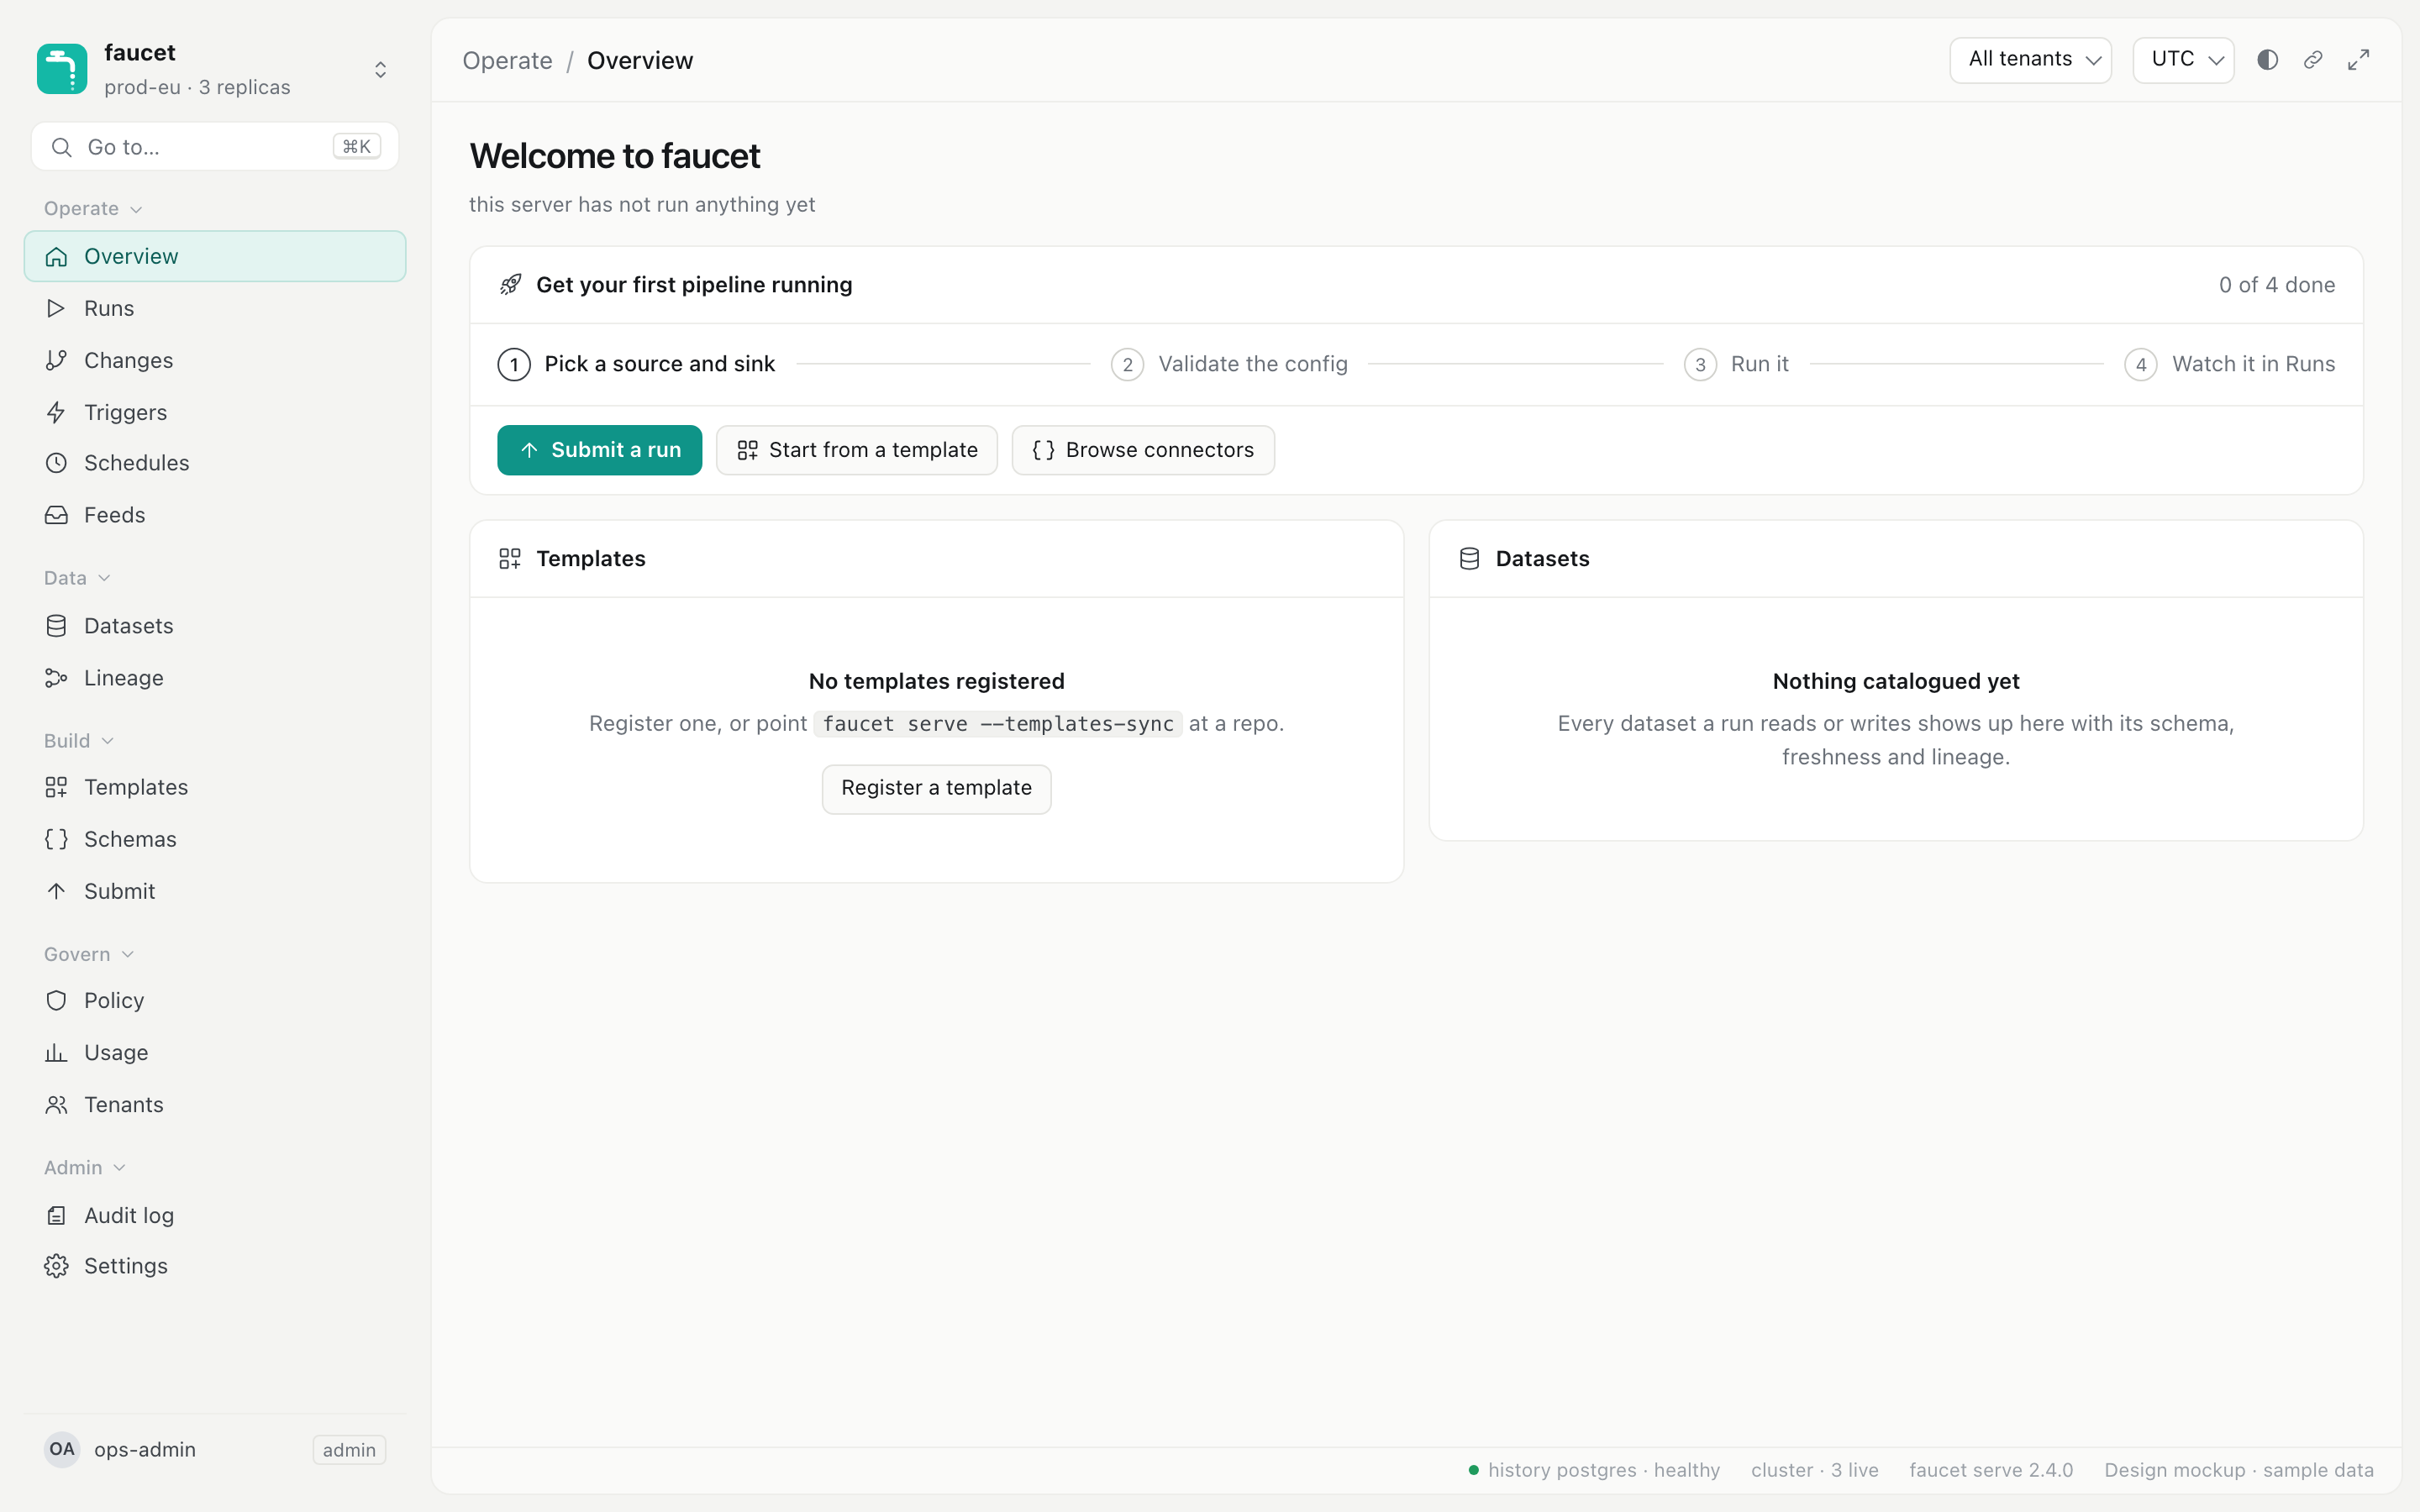 faucet
prod-eu · 3 replicas
Go to...
⌘K
Operate
Overview
Runs
Changes
Triggers
Schedules
Feeds
Data
Datasets
Lineage
Build
Templates
Schemas
Submit
Govern
Policy
Usage
Tenants
Admin
Audit log
Settings
OA
ops-admin
admin
Operate / Overview
All tenants
UTC
Welcome to faucet
this server has not run anything yet
Get your first pipeline running
0 of 4 done
1 Pick a source and sink
2 Validate the config
3 Run it
4 Watch it in Runs
Submit a run
Start from a template
Browse connectors
Templates
No templates registered
Register one, or point faucet serve --templates-sync at a repo.
Register a template
Datasets
Nothing catalogued yet
Every dataset a run reads or writes shows up here with its schema,
freshness and lineage.
history postgres · healthy
cluster · 3 live
faucet serve 2.4.0
Design mockup · sample data